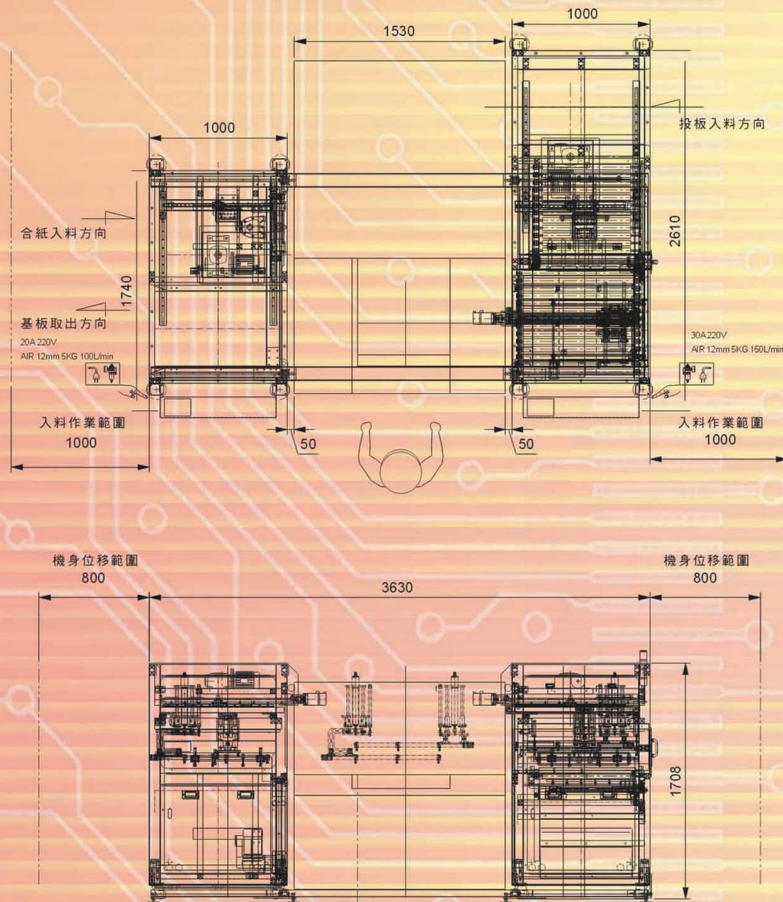 1000
1530
投板入料方向
1000
合紙入料方向
2610
1740
基板取出方向
20A 220V
AIR 12mm 5KG 100L/min
30A 220V
AIR 12mm 5KG 150L/min
入料作業範圍
1000
50
50
入料作業範圍
1000
機身位移範圍
800
3630
機身位移範圍
800
1708